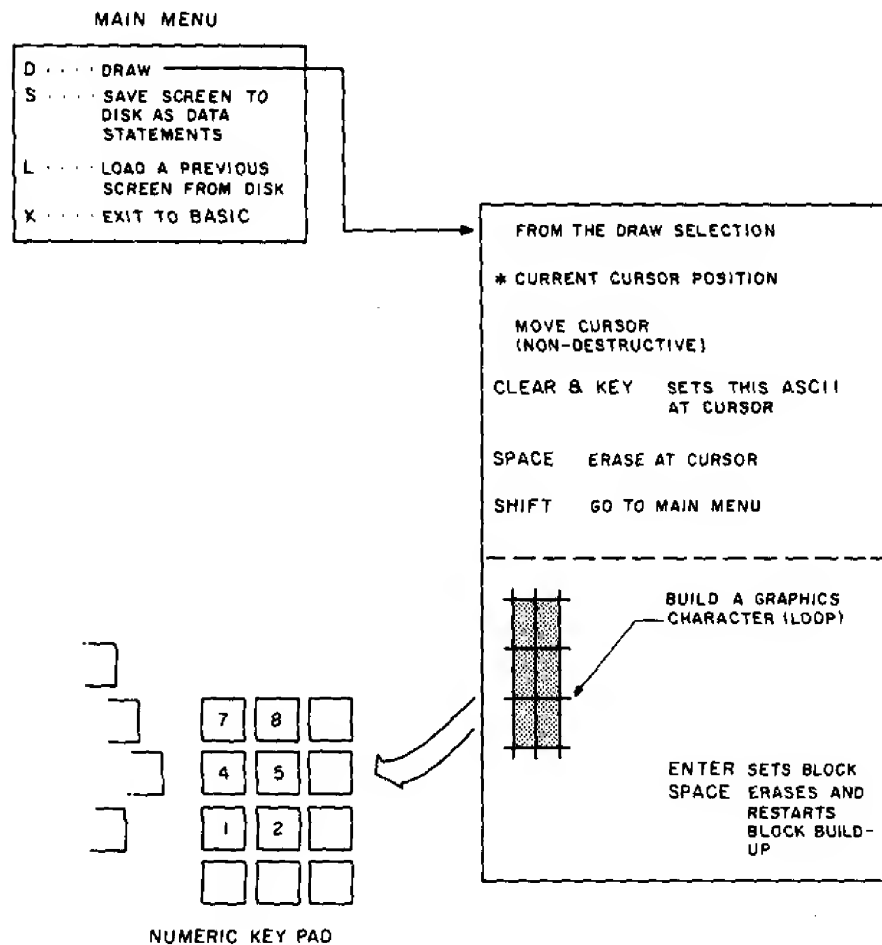 MAIN MENU
D · · · · DRAW
S · · · · SAVE SCREEN TO
DISK AS DATA
STATEMENTS
L · · · · LOAD A PREVIOUS
SCREEN FROM DISK
X · · · · EXIT TO BASIC
FROM THE DRAW SELECTION
* CURRENT CURSOR POSITION
MOVE CURSOR
(NON-DESTRUCTIVE)
CLEAR & KEY SETS THIS ASCII
AT CURSOR
SPACE ERASE AT CURSOR
SHIFT GO TO MAIN MENU
BUILD A GRAPHICS
CHARACTER (LOOP)
ENTER SETS BLOCK
SPACE ERASES AND
RESTARTS
BLOCK BUILD-
UP
7 8
4 5
1 2
NUMERIC KEY PAD